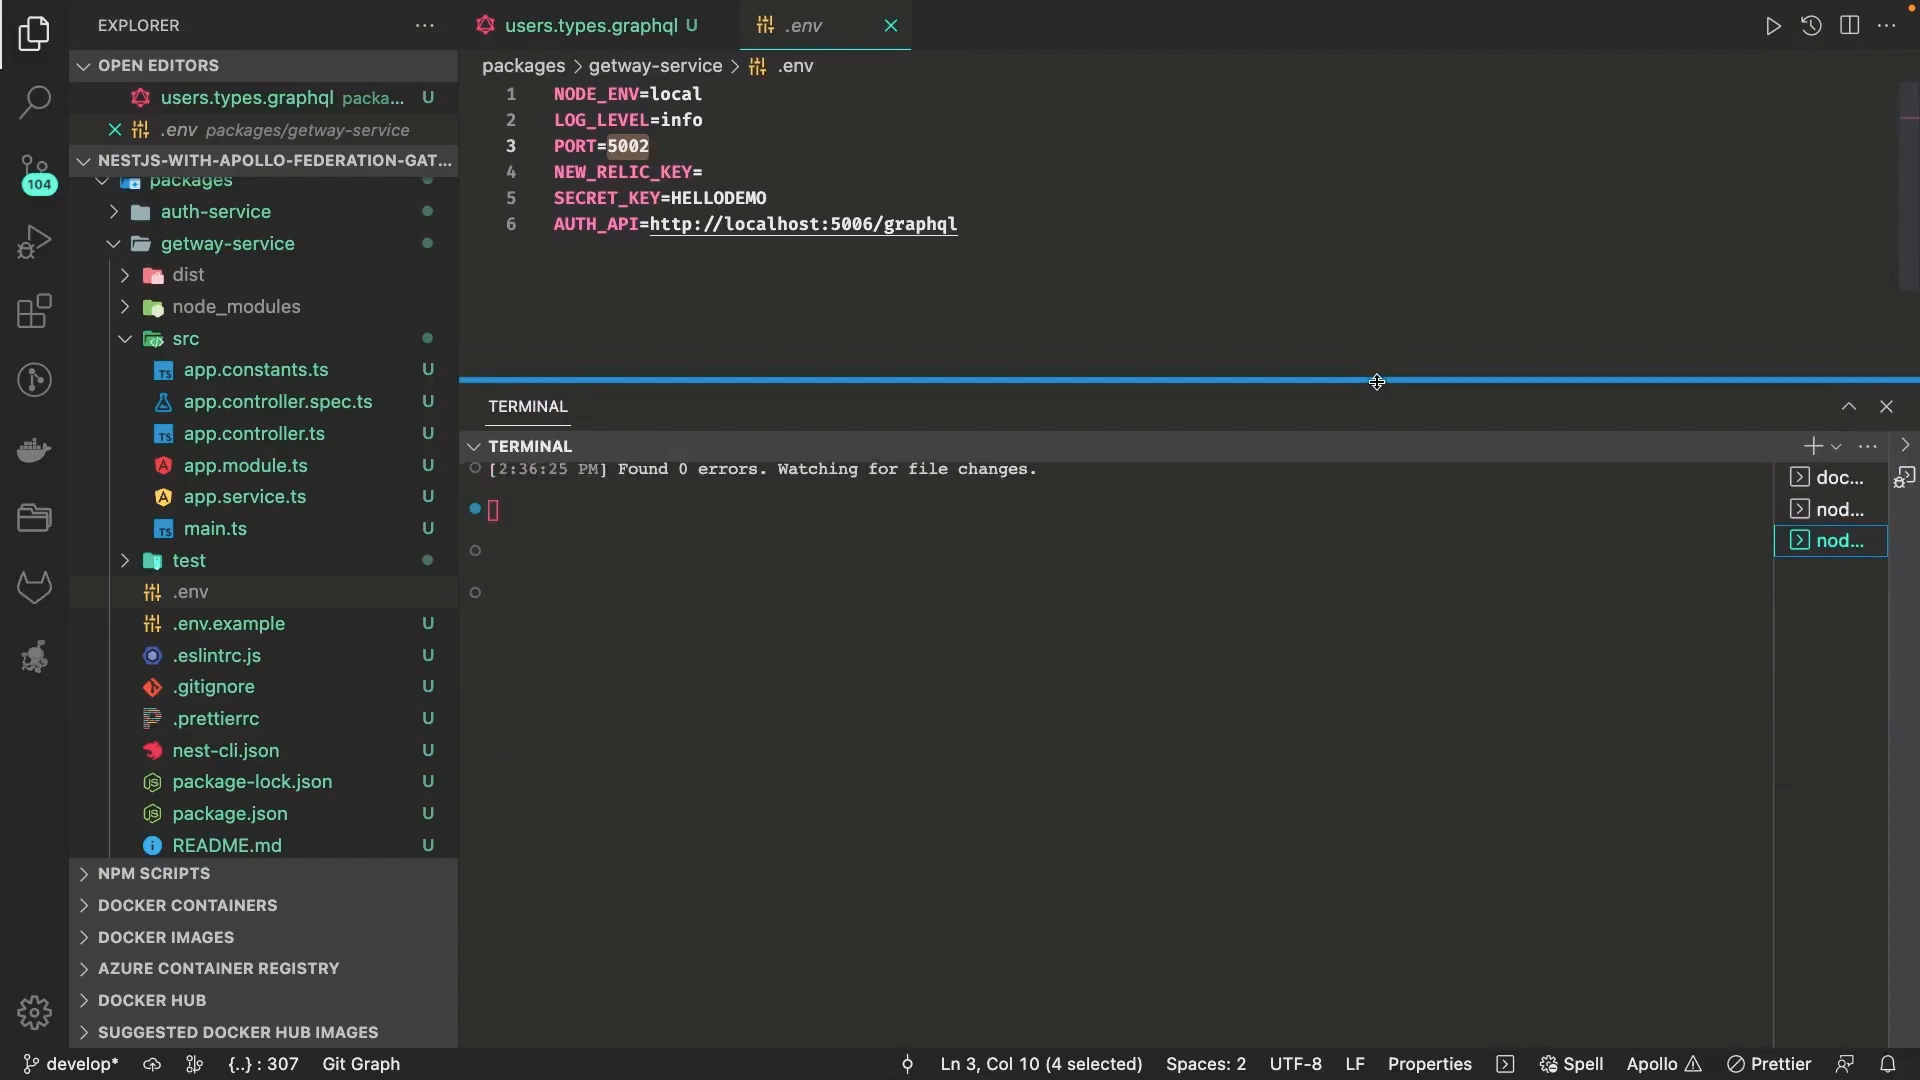 EXPLORER
OPEN EDITORS
users.types.graphql packa... U
.env packages/getway-service
NESTJS-WITH-APOLLO-FEDERATION-GAT...
104
packages
auth-service
getway-service
dist
node_modules
src
TS app.constants.ts U
app.controller.spec.ts U
TS app.controller.ts U
app.module.ts U
app.service.ts U
TS main.ts U
test
.env
.env.example U
.eslintrc.js U
.gitignore U
.prettierrc U
nest-cli.json U
package-lock.json U
package.json U
README.md U
NPM SCRIPTS
DOCKER CONTAINERS
DOCKER IMAGES
AZURE CONTAINER REGISTRY
DOCKER HUB
SUGGESTED DOCKER HUB IMAGES
users.types.graphql U
.env
packages > getway-service > .env
1 NODE_ENV=local
2 LOG_LEVEL=info
3 PORT=5002
4 NEW_RELIC_KEY=
5 SECRET_KEY=HELLODEMO
6 AUTH_API=http://localhost:5006/graphql
TERMINAL
TERMINAL
[2:36:25 PM] Found 0 errors. Watching for file changes.
doc...
nod...
nod...
develop* {..} : 307 Git Graph Ln 3, Col 10 (4 selected) Spaces: 2 UTF-8 LF Properties Spell Apollo Prettier